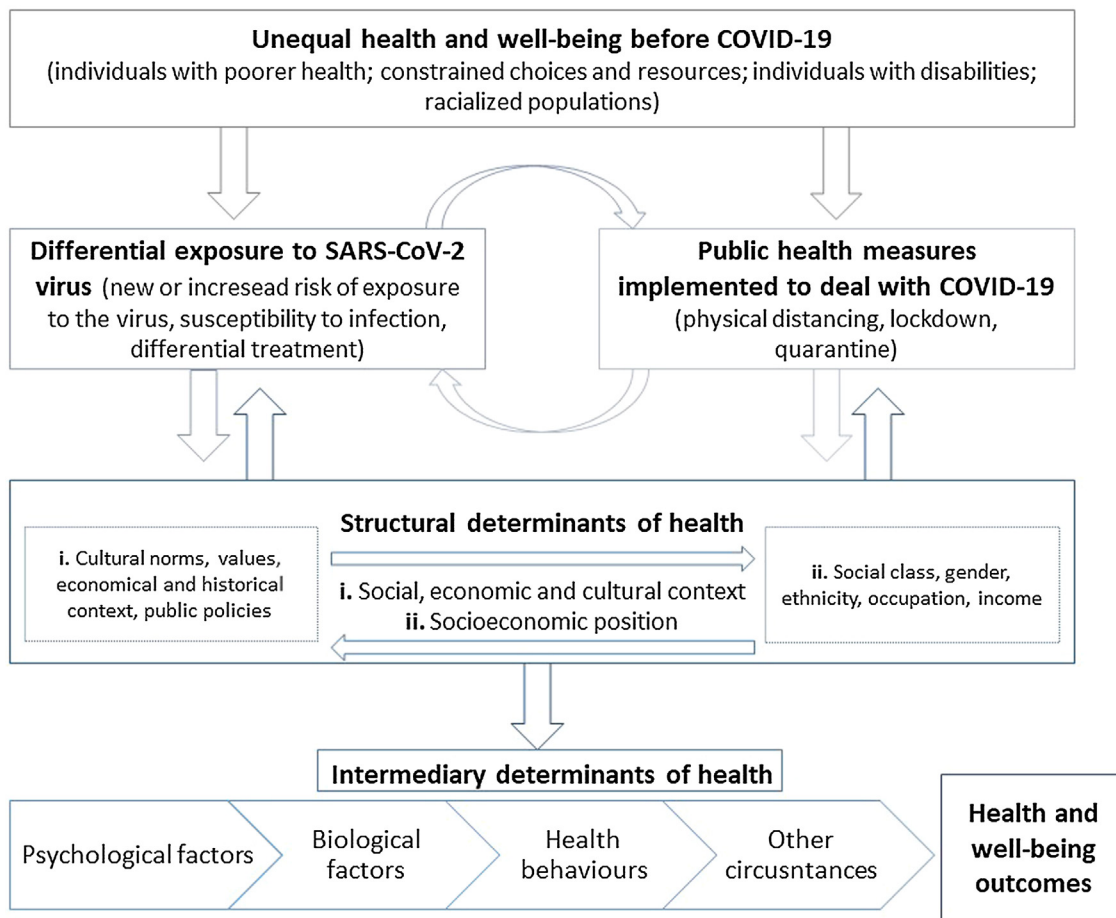 Unequal health and well-being before COVID-19
(individuals with poorer health; constrained choices and resources; individuals with disabilities;
racialized populations)
Differential exposure to SARS-CoV-2
virus (new or incresead risk of exposure
to the virus, susceptibility to infection,
differential treatment)
Public health measures
implemented to deal with COVID-19
(physical distancing, lockdown,
quarantine)
Structural determinants of health
i. Cultural norms, values,
economical and historical
context, public policies
i. Social, economic and cultural context
ii. Socioeconomic position
ii. Social class, gender,
ethnicity, occupation, income
Intermediary determinants of health
Psychological factors
Biological
factors
Health
behaviours
Other
circusntances
Health and
well-being
outcomes